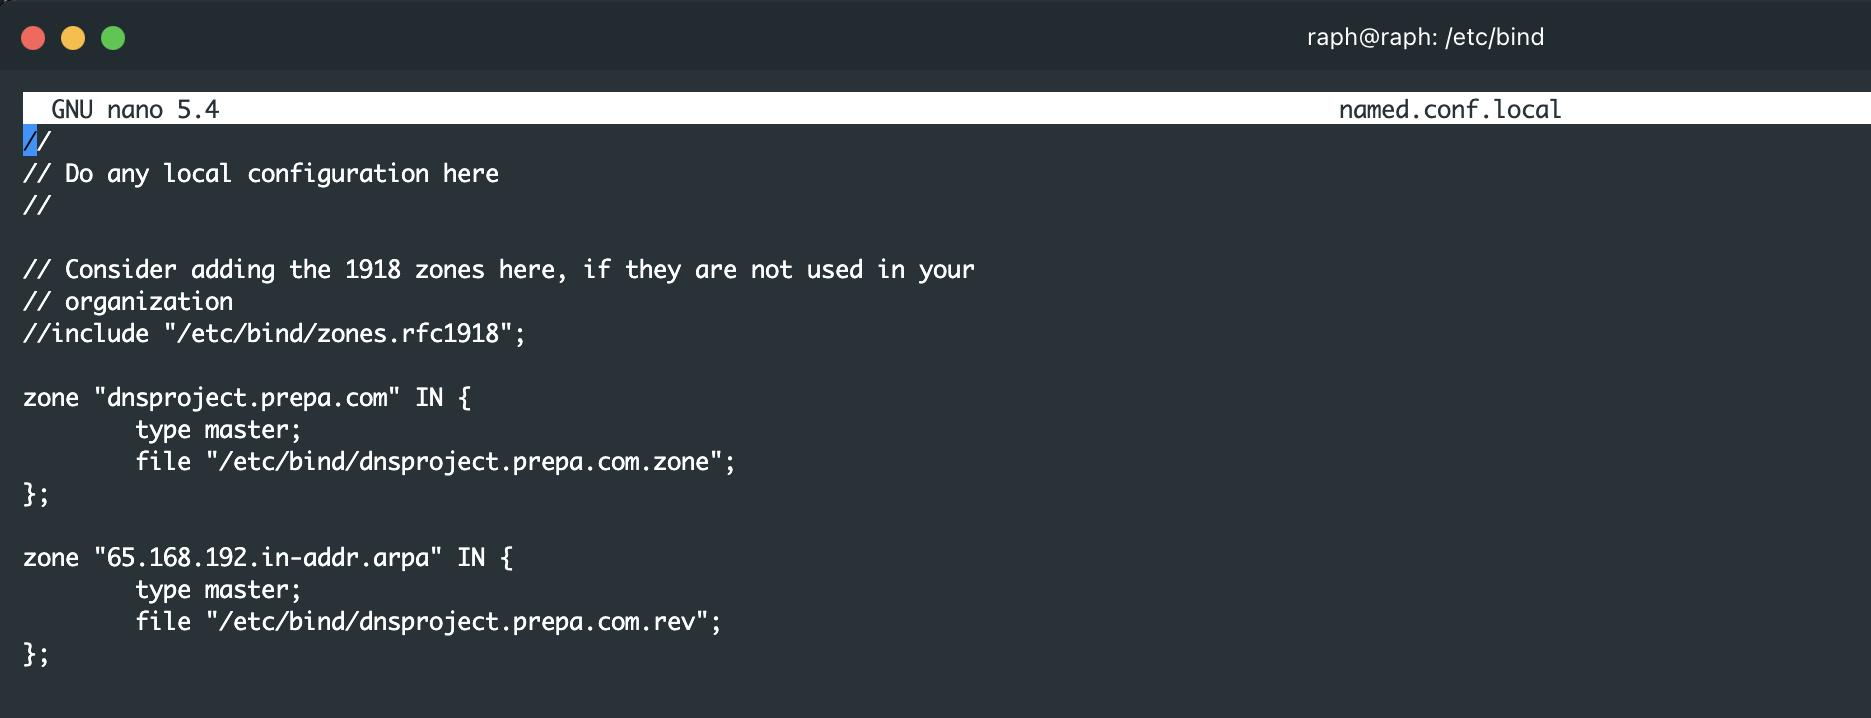 raph@raph: /etc/bind
GNU nano 5.4 named.conf.local
//
// Do any local configuration here
//
// Consider adding the 1918 zones here, if they are not used in your
// organization
//include "/etc/bind/zones.rfc1918";
zone "dnsproject.prepa.com" IN {
        type master;
        file "/etc/bind/dnsproject.prepa.com.zone";
};
zone "65.168.192.in-addr.arpa" IN {
        type master;
        file "/etc/bind/dnsproject.prepa.com.rev";
};